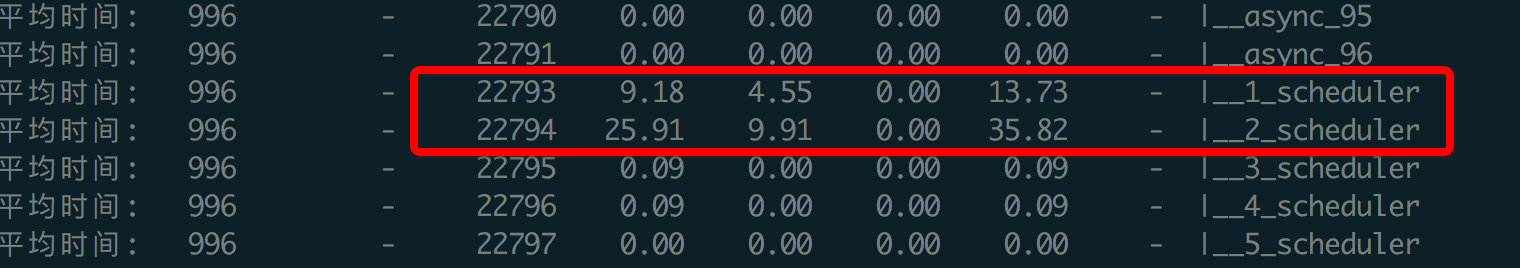 平均时间: 996 - 22790 0.00 0.00 0.00 0.00 - |__async_95
平均时间: 996 - 22791 0.00 0.00 0.00 0.00 - |__async_96
平均时间: 996 - 22793 9.18 4.55 0.00 13.73 - |__1_scheduler
平均时间: 996 - 22794 25.91 9.91 0.00 35.82 - |__2_scheduler
平均时间: 996 - 22795 0.09 0.00 0.00 0.09 - |__3_scheduler
平均时间: 996 - 22796 0.09 0.00 0.00 0.09 - |__4_scheduler
平均时间: 996 - 22797 0.00 0.00 0.00 0.00 - |__5_scheduler